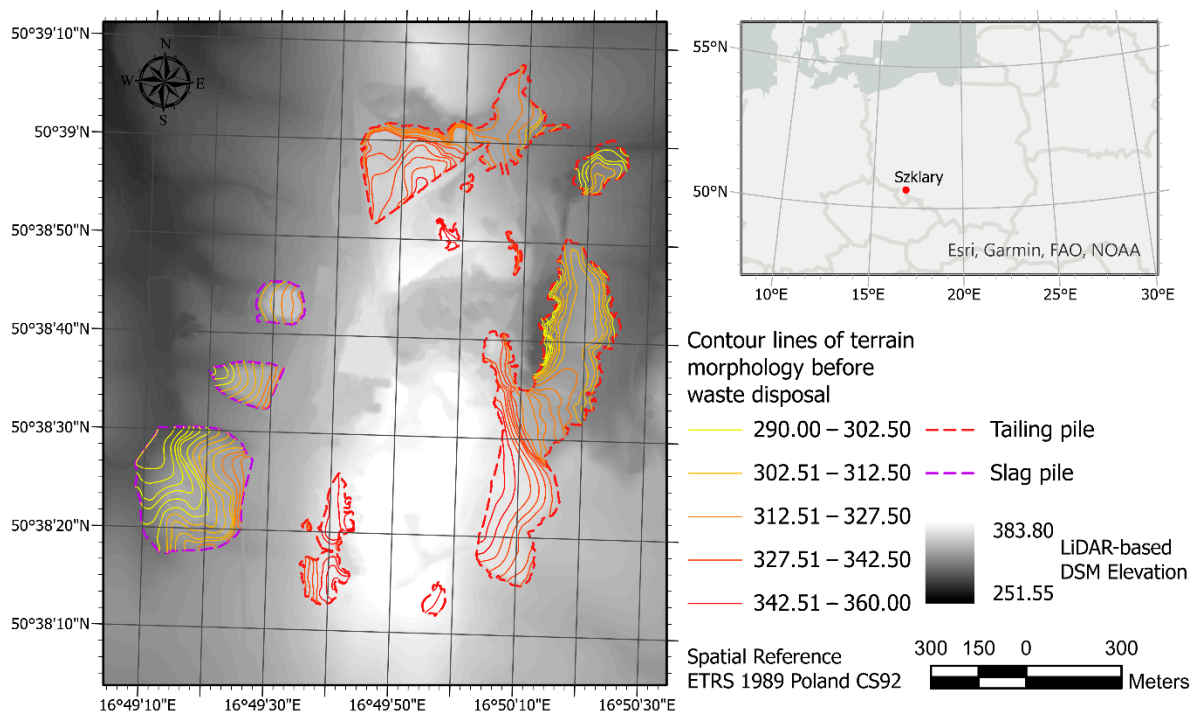 50°39'10"N
50°39'N
50°38'50"N
50°38'40"N
50°38'30"N
50°38'20"N
50°38'10"N
N
W
E
S
16°49'10"E
16°49'30"E
16°49'50"E
16°50'10"E
16°50'30"E
55°N
50°N
Szklary
Esri, Garmin, FAO, NOAA
10°E
15°E
20°E
25°E
30°E
Contour lines of terrain
morphology before
waste disposal
290.00 – 302.50
302.51 – 312.50
312.51 – 327.50
327.51 – 342.50
342.51 – 360.00
Tailing pile
Slag pile
383.80
LiDAR-based
DSM Elevation
251.55
Spatial Reference
ETRS 1989 Poland CS92
300 150 0 300
Meters